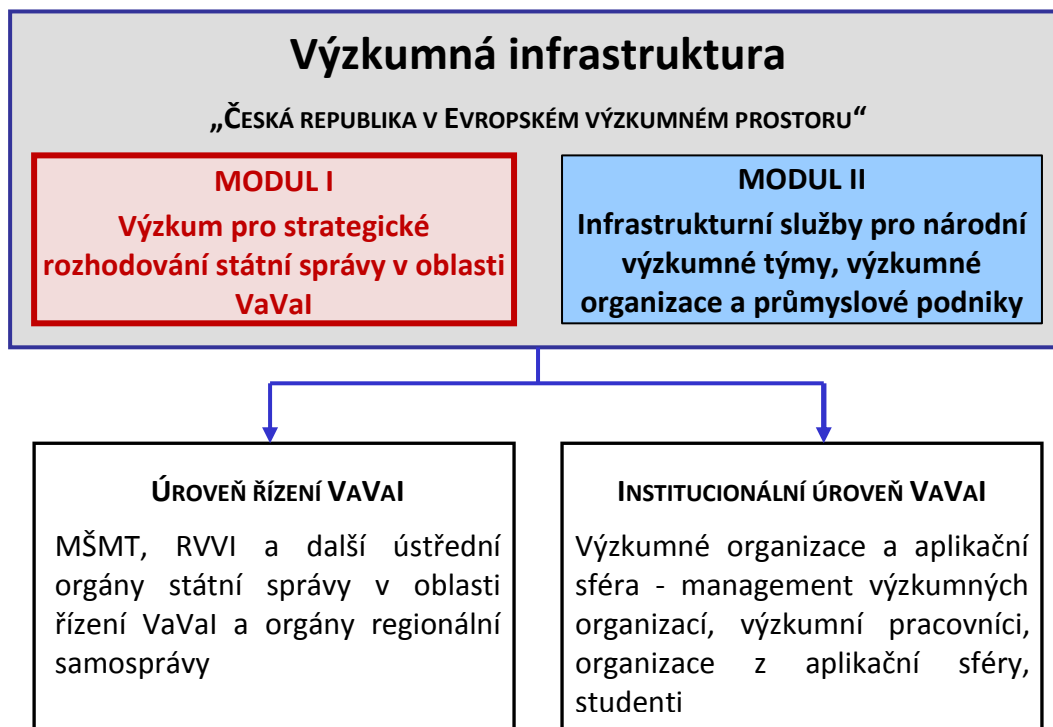 Výzkumná infrastruktura
„ČESKÁ REPUBLIKA V EVROPSKÉM VÝZKUMNÉM PROSTORU“
MODUL I
Výzkum pro strategické
rozhodování státní správy v oblasti
VaVaI
MODUL II
Infrastrukturní služby pro národní
výzkumné týmy, výzkumné
organizace a průmyslové podniky
ÚROVEŇ ŘÍZENÍ VAVAI
MŠMT, RVVI a další ústřední
orgány státní správy v oblasti
řízení VaVaI a orgány regionální
samosprávy
INSTITUCIONÁLNÍ ÚROVEŇ VAVAI
Výzkumné organizace a aplikační
sféra - management výzkumných
organizací, výzkumní pracovníci,
organizace z aplikační sféry,
studenti